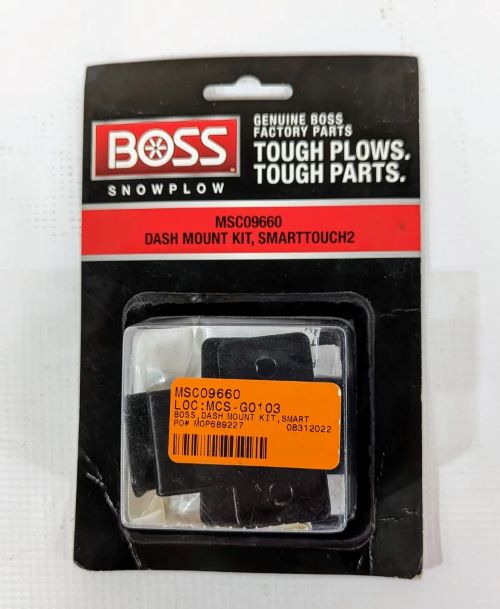 BOSS
SNOWPLOW
GENUINE BOSS
FACTORY PARTS
TOUGH PLOWS.
TOUGH PARTS.
MSC09660
DASH MOUNT KIT, SMARTTOUCH2
MSC09660
LOC:MCS-G0103
BOSS,DASH MOUNT KIT,SMART
PO# MOP689227 08312022